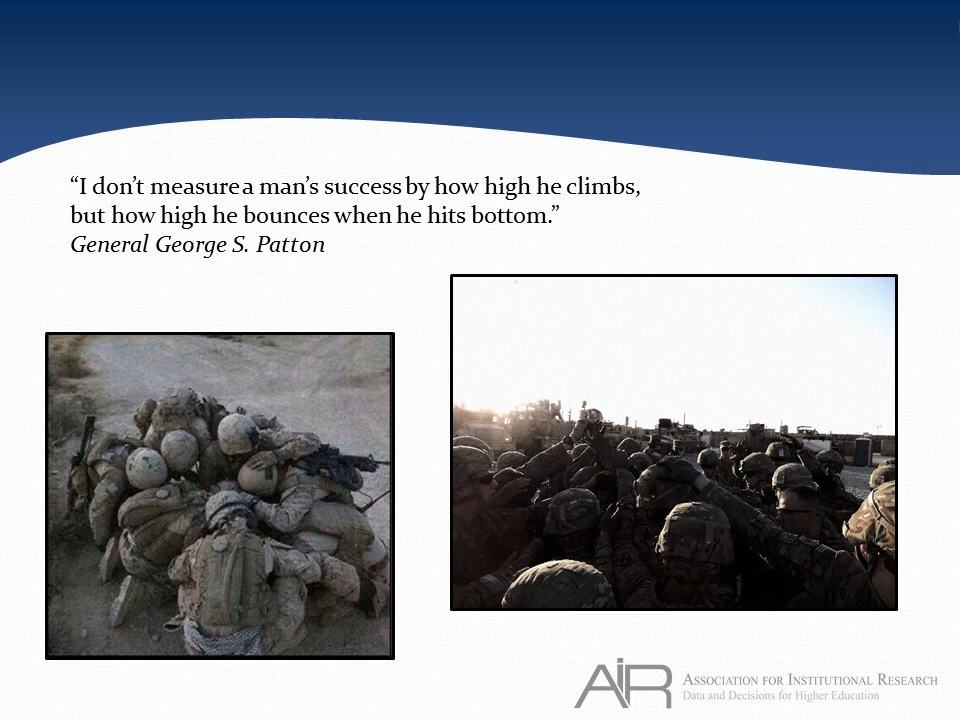 “I don’t measure a man’s success by how high he climbs,
but how high he bounces when he hits bottom.”
General George S. Patton
AIR
Association for Institutional Research
Data and Decisions for Higher Education